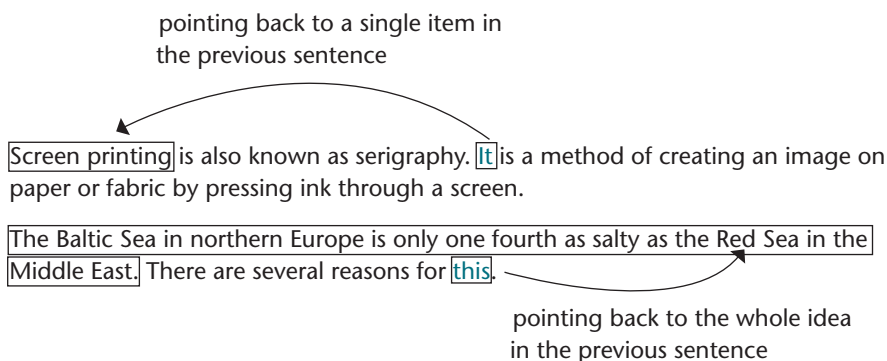 pointing back to a single item in
the previous sentence
Screen printing is also known as serigraphy. It is a method of creating an image on
paper or fabric by pressing ink through a screen.
The Baltic Sea in northern Europe is only one fourth as salty as the Red Sea in the
Middle East. There are several reasons for this.
pointing back to the whole idea
in the previous sentence